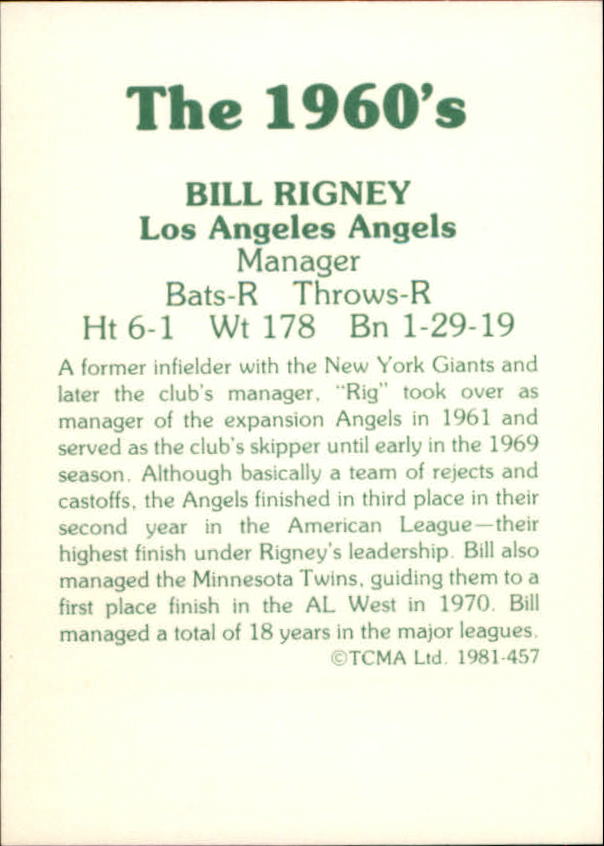 The 1960's
BILL RIGNEY
Los Angeles Angels
Manager
Bats-R Throws-R
Ht 6-1 Wt 178 Bn 1-29-19
A former infielder with the New York Giants and
later the club's manager, "Rig" took over as
manager of the expansion Angels in 1961 and
served as the club's skipper until early in the 1969
season. Although basically a team of rejects and
castoffs, the Angels finished in third place in their
second year in the American League—their
highest finish under Rigney's leadership. Bill also
managed the Minnesota Twins, guiding them to a
first place finish in the AL West in 1970. Bill
managed a total of 18 years in the major leagues.
©TCMA Ltd. 1981-457